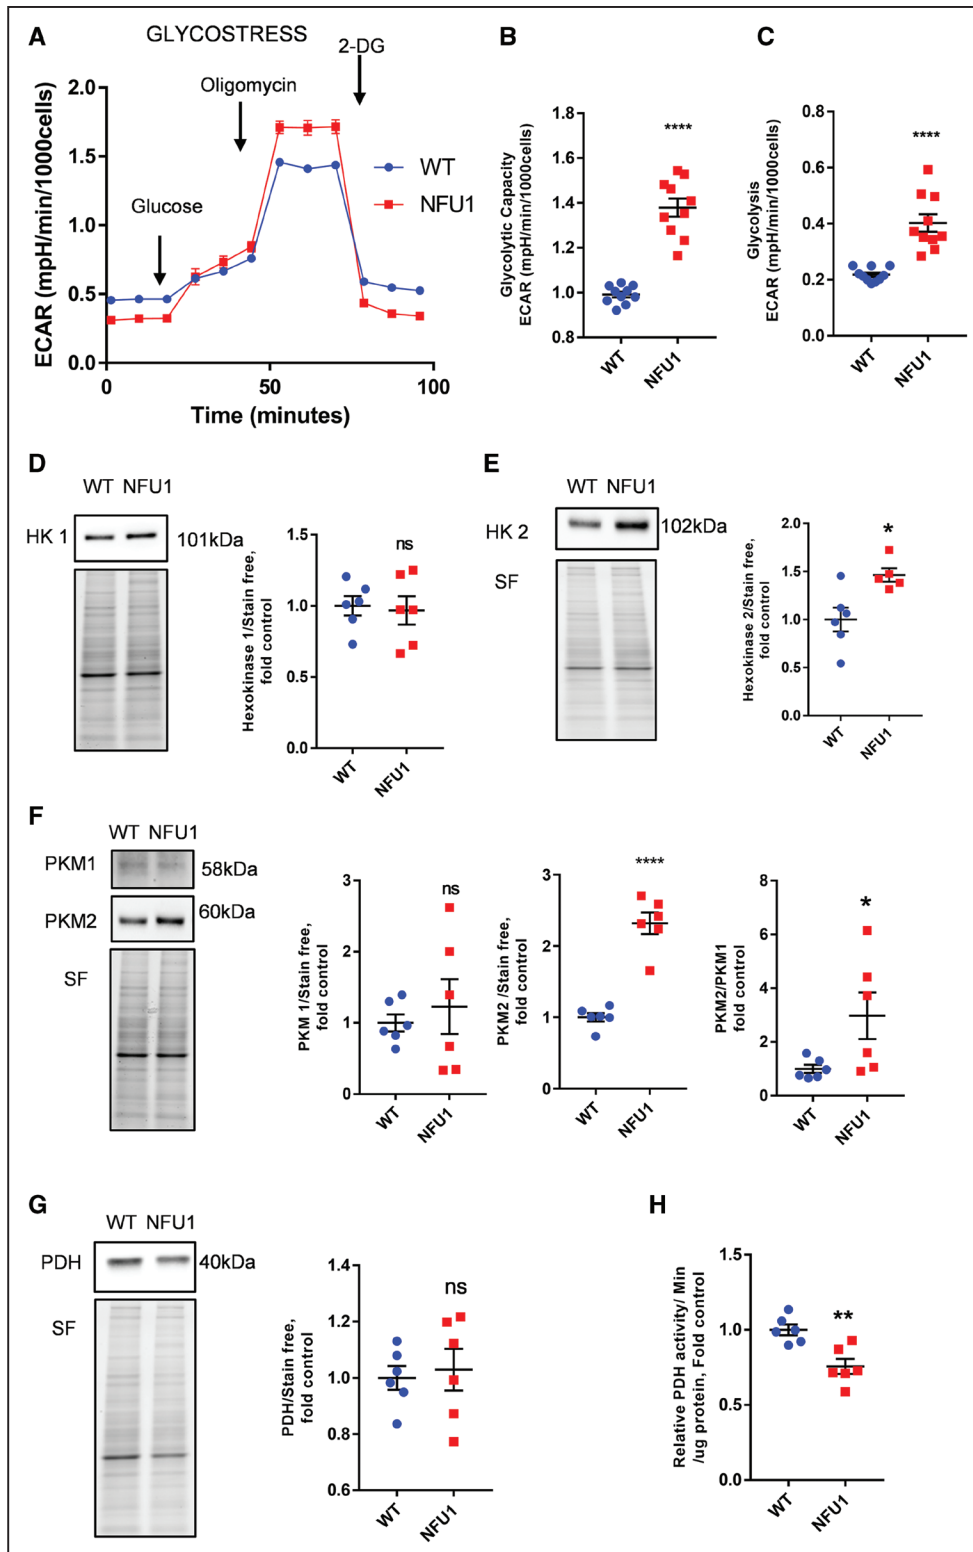 A
GLYCOSTRESS
2-DG
Oligomycin
Glucose
WT
NFU1
ECAR (mpH/min/1000cells)
2.0
1.5
1.0
0.5
0.0
0
50
100
Time (minutes)
B
****
Glycolytic Capacity
ECAR (mpH/min/1000cells)
1.8
1.6
1.4
1.2
1.0
0.8
WT
NFU1
C
****
Glycolysis
ECAR (mpH/min/1000cells)
0.8
0.6
0.4
0.2
0.0
WT
NFU1
D
WT NFU1
HK 1
101kDa
Hexokinase 1/Stain free,
fold control
1.5
1.0
0.5
0.0
ns
WT
NFU1
E
WT NFU1
HK 2
102kDa
SF
Hexokinase 2/Stain free,
fold control
2.0
1.5
1.0
0.5
0.0
*
WT
NFU1
F
WT NFU1
PKM1
58kDa
PKM2
60kDa
SF
PKM 1/Stain free,
fold control
3
2
1
0
ns
WT
NFU1
PKM2 /Stain free,
fold control
3
2
1
0
****
WT
NFU1
PKM2/PKM1
fold control
8
6
4
2
0
*
WT
NFU1
G
WT NFU1
PDH
40kDa
SF
PDH/Stain free,
fold control
1.4
1.2
1.0
0.8
0.6
ns
WT
NFU1
H
Relative PDH activity/ Min
/ug protein, Fold control
1.5
1.0
0.5
0.0
**
WT
NFU1